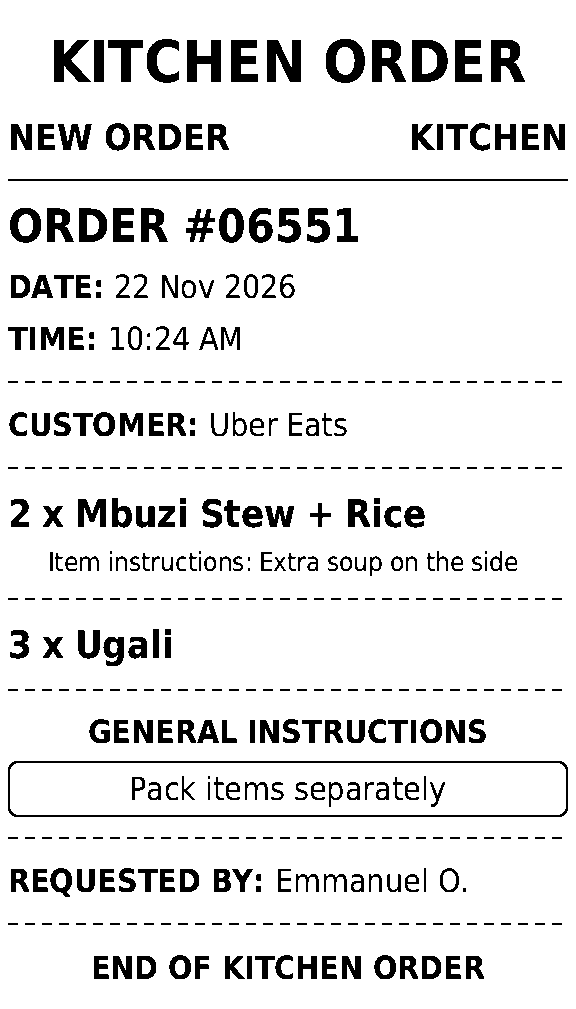 KITCHEN ORDER
NEW ORDER KITCHEN
ORDER #06551
DATE: 22 Nov 2026
TIME: 10:24 AM
CUSTOMER: Uber Eats
2 x Mbuzi Stew + Rice
Item instructions: Extra soup on the side
3 x Ugali
GENERAL INSTRUCTIONS
Pack items separately
REQUESTED BY: Emmanuel O.
END OF KITCHEN ORDER